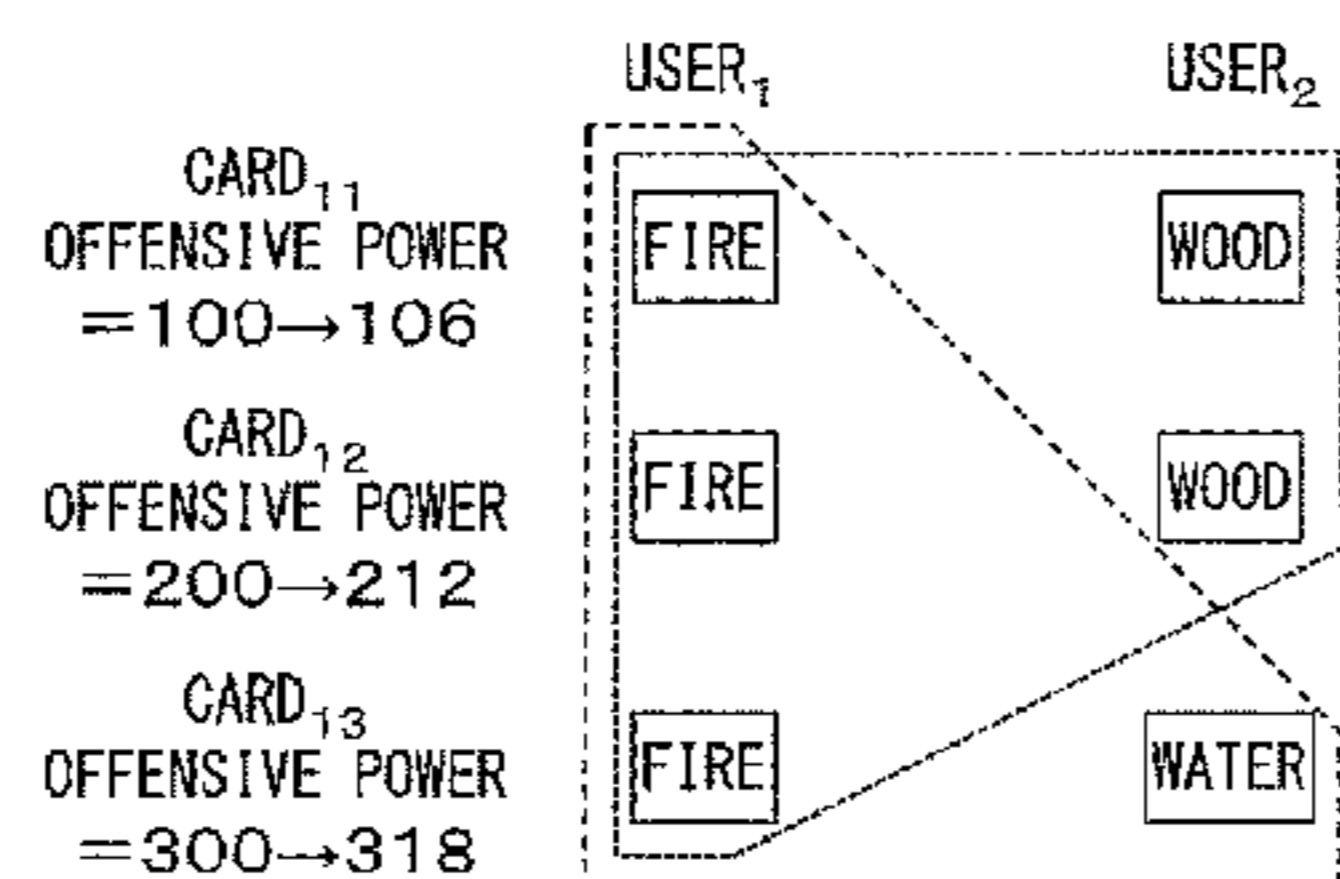 USER₁ USER₂
CARD₁₁
OFFENSIVE POWER
=100→106
FIRE WOOD
CARD₁₂
OFFENSIVE POWER
=200→212
FIRE WOOD
CARD₁₃
OFFENSIVE POWER
=300→318
FIRE WATER